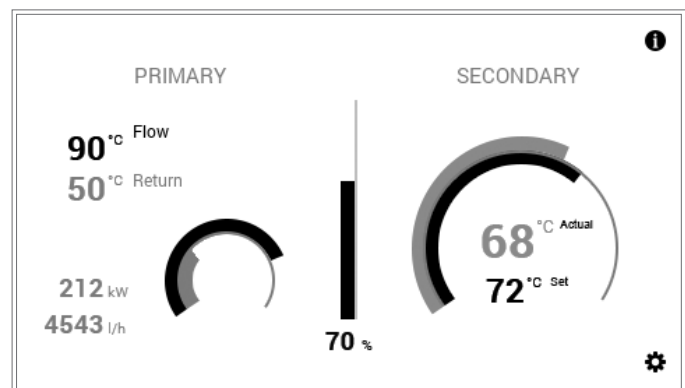 PRIMARY
90°C Flow
50°C Return
212 kW
4543 l/h
70 %
SECONDARY
68°C Actual
72°C Set